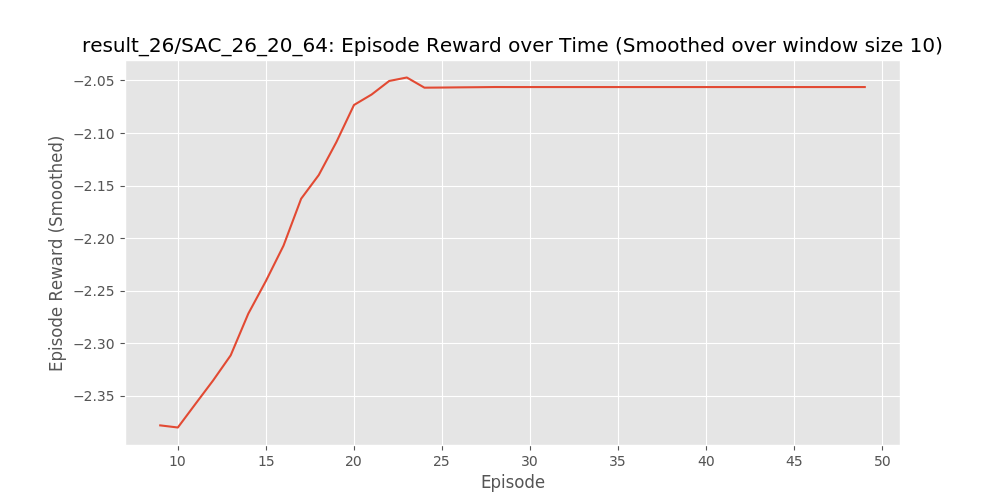 result_26/SAC_26_20_64: Episode Reward over Time (Smoothed over window size 10)
Episode Reward (Smoothed)
−2.05
−2.10
−2.15
−2.20
−2.25
−2.30
−2.35
10 15 20 25 30 35 40 45 50
Episode